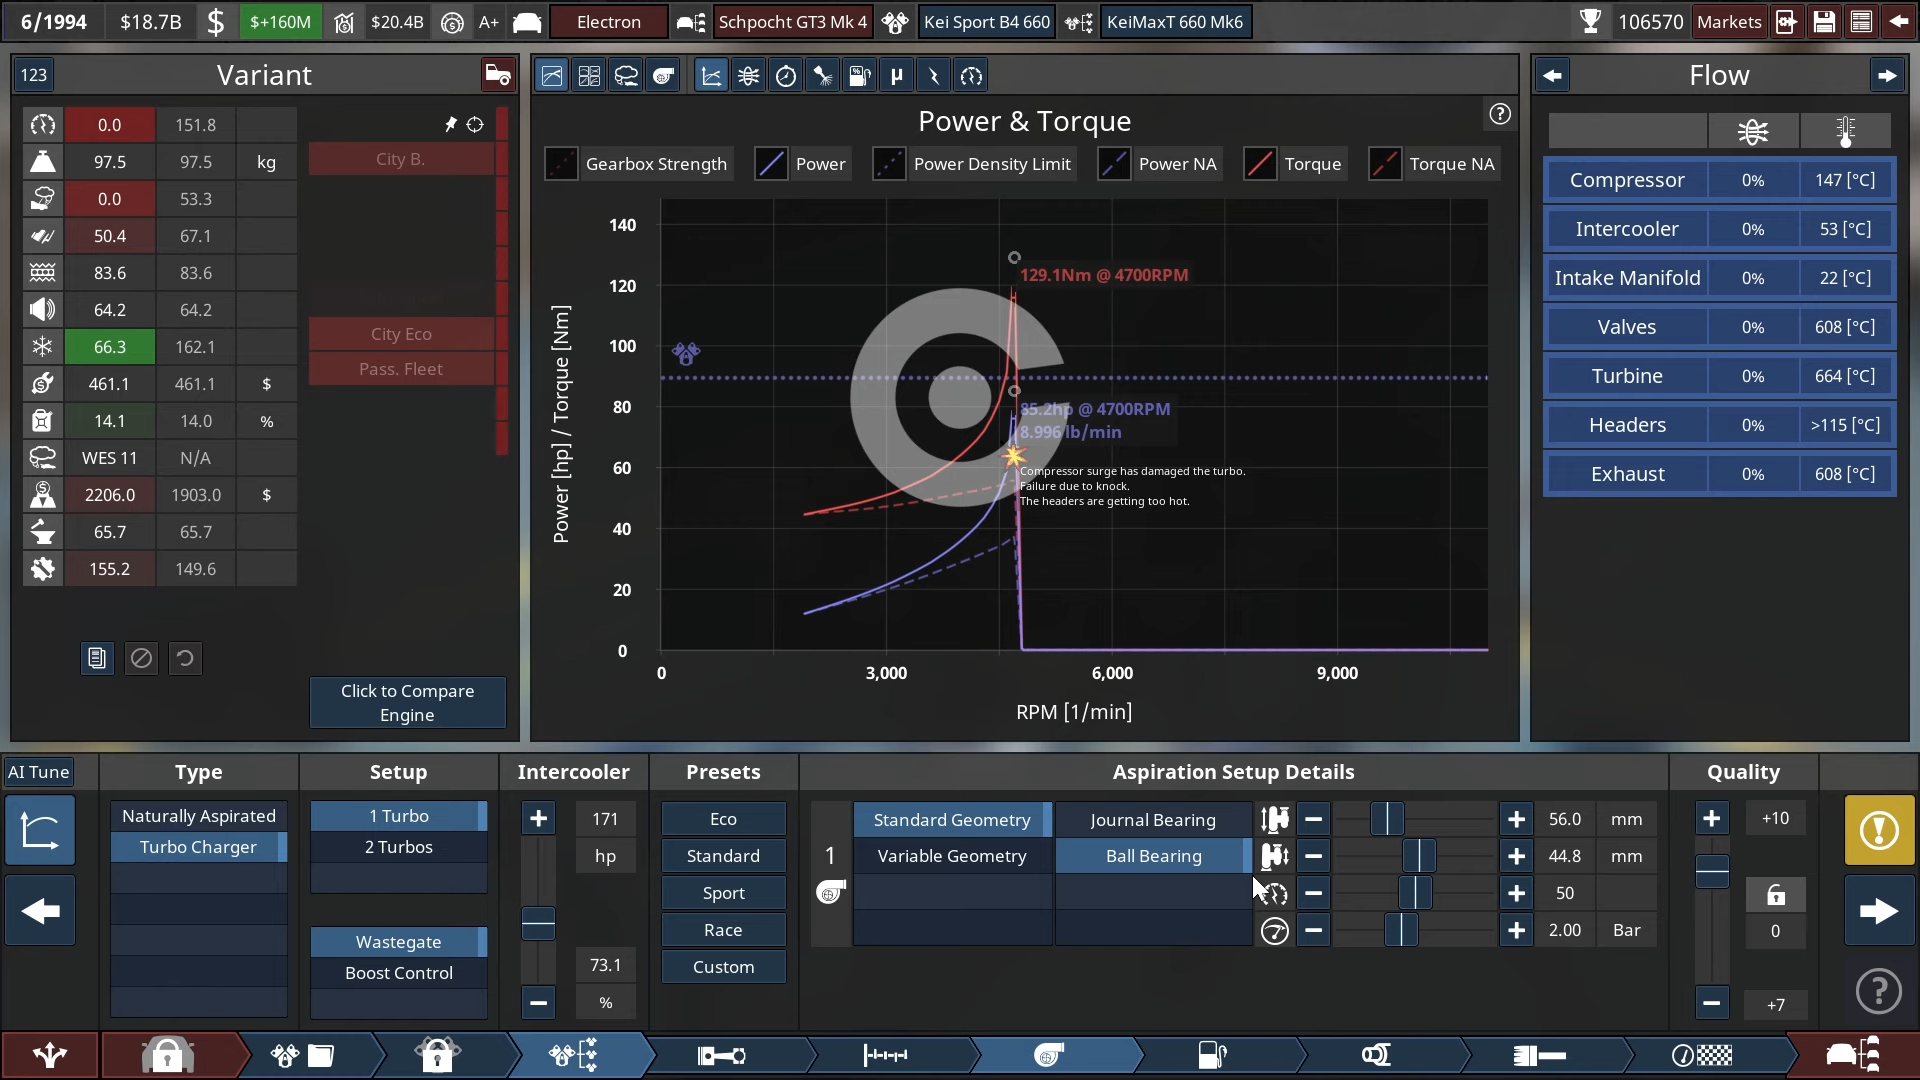 6/1994
$18.7B
$
$+160M
$20.4B
A+
Electron
Schpocht GT3 Mk 4
Kei Sport B4 660
KeiMaxT 660 Mk6
106570
Markets
123
Variant
0.0 151.8
97.5 97.5 kg
0.0 53.3
50.4 67.1
83.6 83.6
64.2 64.2
66.3 162.1
461.1 461.1 $
14.1 14.0 %
WES 11 N/A
2206.0 1903.0 $
65.7 65.7
155.2 149.6
City B.
City Eco
Pass. Fleet
Click to Compare
Engine
μ
Power & Torque
?
Gearbox Strength
Power
Power Density Limit
Power NA
Torque
Torque NA
Power [hp] / Torque [Nm]
140
120
100
80
60
40
20
0
129.1Nm @ 4700RPM
85.2hp @ 4700RPM
8.996 lb/min
Compressor surge has damaged the turbo.
Failure due to knock.
The headers are getting too hot.
0 3,000 6,000 9,000
RPM [1/min]
Flow
Compressor 0% 147 [°C]
Intercooler 0% 53 [°C]
Intake Manifold 0% 22 [°C]
Valves 0% 608 [°C]
Turbine 0% 664 [°C]
Headers 0% >115 [°C]
Exhaust 0% 608 [°C]
AI Tune
Type
Naturally Aspirated
Turbo Charger
Setup
1 Turbo
2 Turbos
Wastegate
Boost Control
Intercooler
171
hp
73.1
%
Presets
Eco
Standard
Sport
Race
Custom
Aspiration Setup Details
1
Standard Geometry
Variable Geometry
Journal Bearing
Ball Bearing
56.0 mm
44.8 mm
50
2.00 Bar
Quality
+10
0
+7
?